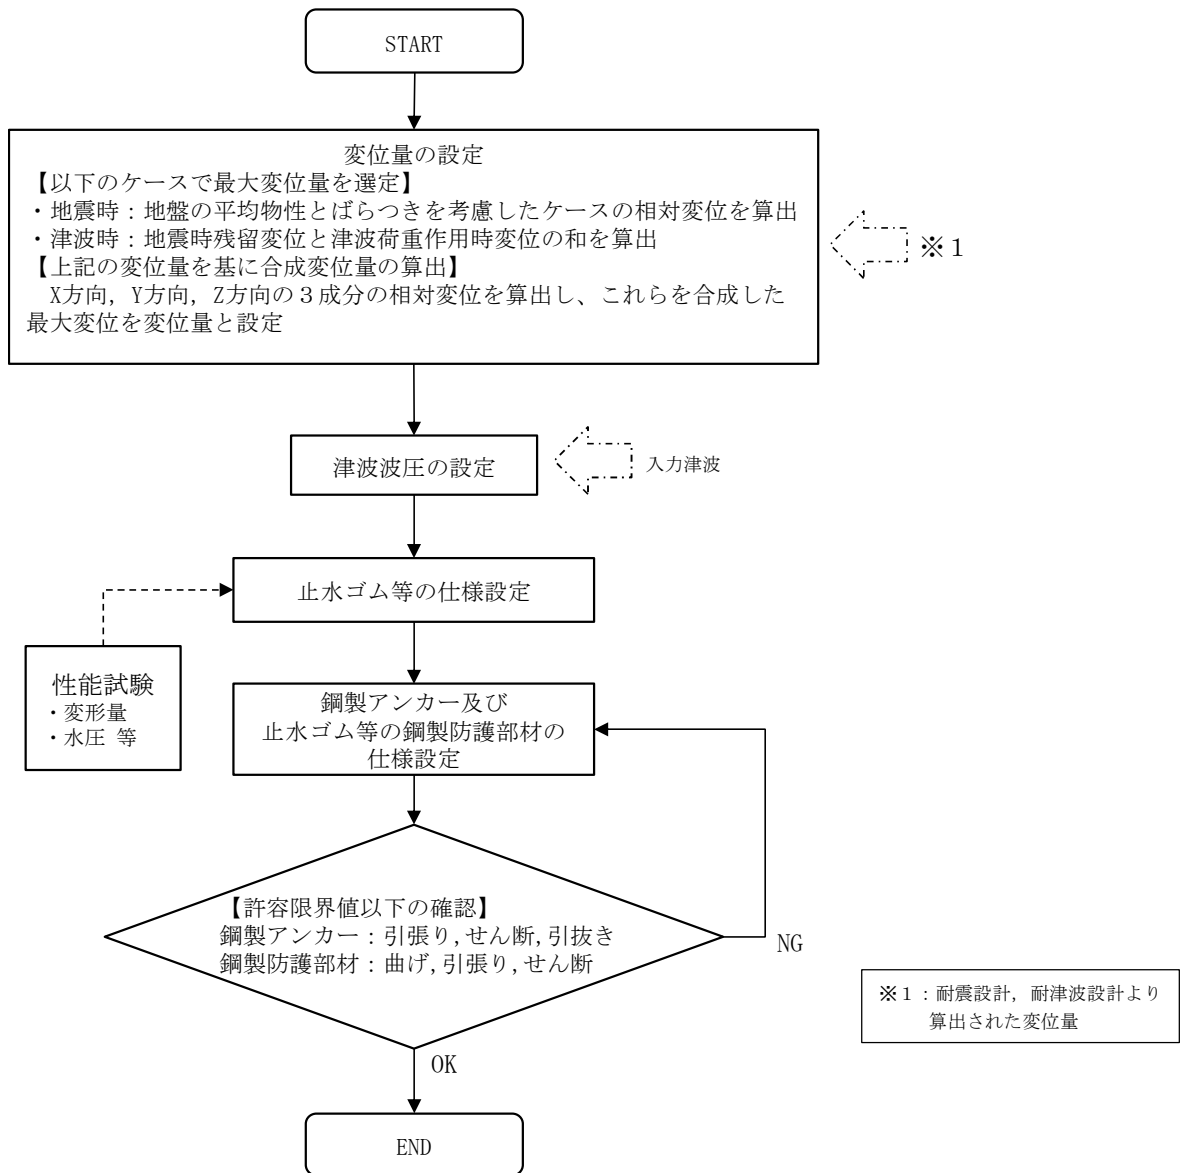 START
変位量の設定
【以下のケースで最大変位量を選定】
・地震時：地盤の平均物性とばらつきを考慮したケースの相対変位を算出
・津波時：地震時残留変位と津波荷重作用時変位の和を算出
【上記の変位量を基に合成変位量の算出】
X方向，Y方向，Z方向の３成分の相対変位を算出し、これらを合成した
最大変位を変位量と設定
※１
津波波圧の設定
入力津波
止水ゴム等の仕様設定
性能試験
・変形量
・水圧 等
鋼製アンカー及び
止水ゴム等の鋼製防護部材の
仕様設定
【許容限界値以下の確認】
鋼製アンカー：引張り,せん断,引抜き
鋼製防護部材：曲げ,引張り,せん断
NG
※１：耐震設計，耐津波設計より
算出された変位量
OK
END